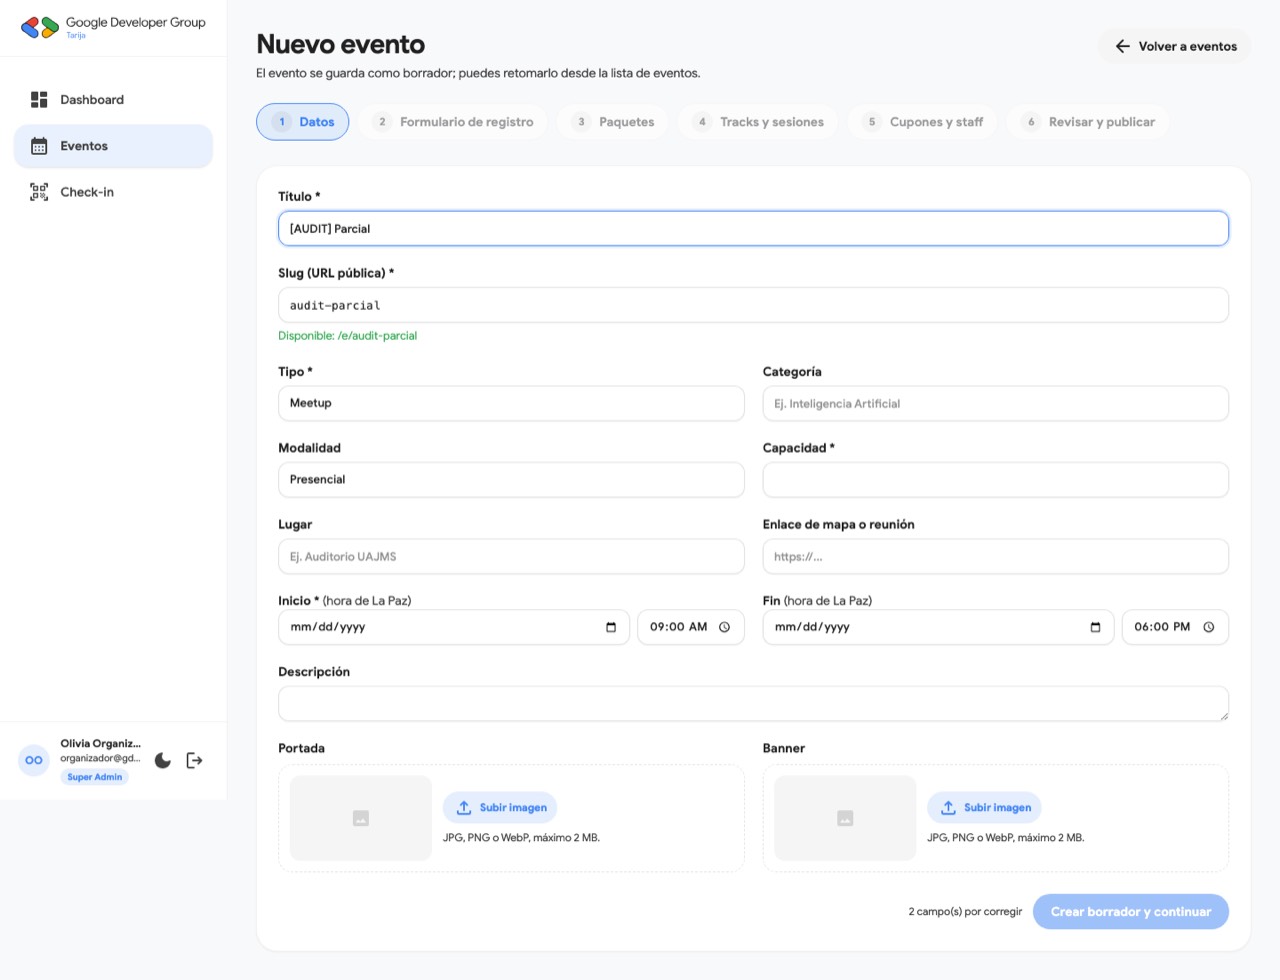 Google Developer Group
Tarija
Dashboard
Eventos
Check-in
Olivia Organiz...
organizador@gd...
OO
Super Admin
Nuevo evento
El evento se guarda como borrador; puedes retomarlo desde la lista de eventos.
Volver a eventos
1 Datos
2 Formulario de registro
3 Paquetes
4 Tracks y sesiones
5 Cupones y staff
6 Revisar y publicar
Título *
[AUDIT] Parcial
Slug (URL pública) *
audit-parcial
Disponible: /e/audit-parcial
Tipo *
Meetup
Categoría
Ej. Inteligencia Artificial
Modalidad
Presencial
Capacidad *
Lugar
Ej. Auditorio UAJMS
Enlace de mapa o reunión
https://...
Inicio * (hora de La Paz)
mm/dd/yyyy
09:00 AM
Fin (hora de La Paz)
mm/dd/yyyy
06:00 PM
Descripción
Portada
Subir imagen
JPG, PNG o WebP, máximo 2 MB.
Banner
Subir imagen
JPG, PNG o WebP, máximo 2 MB.
2 campo(s) por corregir
Crear borrador y continuar